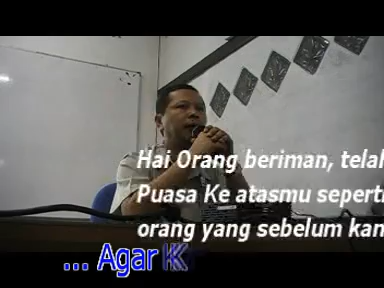 Hai Orang beriman, telah
Puasa Ke atasmu seperti
orang yang sebelum kam
... Agar K